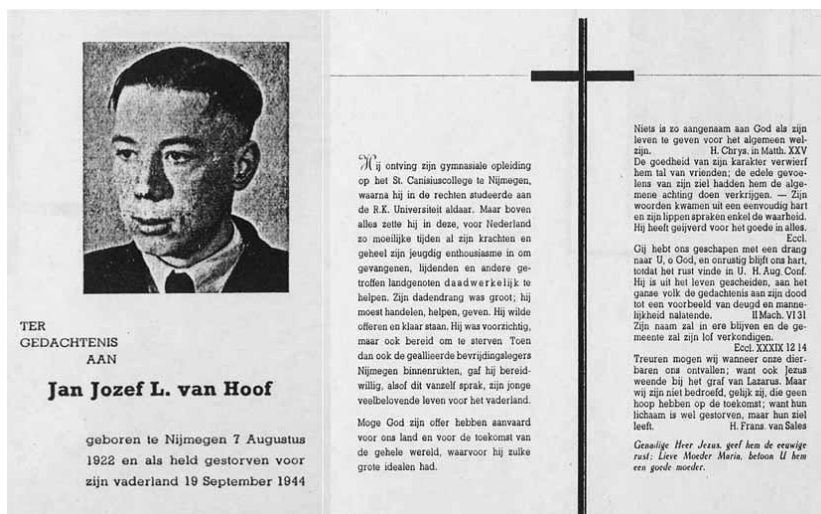 TER
GEDACHTENIS
AAN
Jan Jozef L. van Hoof
geboren te Nijmegen 7 Augustus
1922 en als held gestorven voor
zijn vaderland 19 September 1944
Hij ontving zijn gymnasiale opleiding
op het St. Canisiuscollege te Nijmegen,
waarna hij in de rechten studeerde aan
de R.K. Universiteit aldaar. Maar boven
alles zette hij in deze, voor Nederland
zo moeilijke tijden al zijn krachten en
geheel zijn jeugdig enthousiasme in om
gevangenen, lijdenden en andere ge-
troffen landgenoten daadwerkelijk te
helpen. Zijn dadendrang was groot; hij
moest handelen, helpen, geven. Hij wilde
offeren en klaar staan. Hij was voorzichtig,
maar ook bereid om te sterven Toen
dan ook de geallieerde bevrijdingslegers
Nijmegen binnenrukten, gaf hij bereid-
willig, alsof dit vanzelf sprak, zijn jonge
veelbelovende leven voor het vaderland.
Moge God zijn offer hebben aanvaard
voor ons land en voor de toekomst van
de gehele wereld, waarvoor hij zulke
grote idealen had.
Niets is zo aangenaam aan God als zijn
leven te geven voor het algemeen wel-
zijn. H. Chrys. in Matth. XXV
De goedheid van zijn karakter verwierf
hem tal van vrienden; de edele gevoe-
lens van zijn ziel hadden hem de alge-
mene achting doen verkrijgen. — Zijn
woorden kwamen uit een eenvoudig hart
en zijn lippen spraken enkel de waarheid.
Hij heeft geijverd voor het goede in alles.
Eccl.
Gij hebt ons geschapen met een drang
naar U, o God, en onrustig blijft ons hart,
totdat het rust vinde in U. H. Aug. Conf.
Hij is uit het leven gescheiden, aan het
ganse volk de gedachtenis aan zijn dood
tot een voorbeeld van deugd en manne-
lijkheid nalatende. II Mach. VI 31
Zijn naam zal in ere blijven en de ge-
meente zal zijn lof verkondigen.
Eccl. XXXIX 12 14
Treuren mogen wij wanneer onze dier-
baren ons ontvallen; want ook Jezus
weende bij het graf van Lazarus. Maar
wij zijn niet bedroefd, gelijk zij, die geen
hoop hebben op de toekomst; want hun
lichaam is wel gestorven, maar hun ziel
leeft. H. Frans. van Sales
Genadige Heer Jezus, geef hem de eeuwige
rust; Lieve Moeder Maria, betoon U hem
een goede moeder.